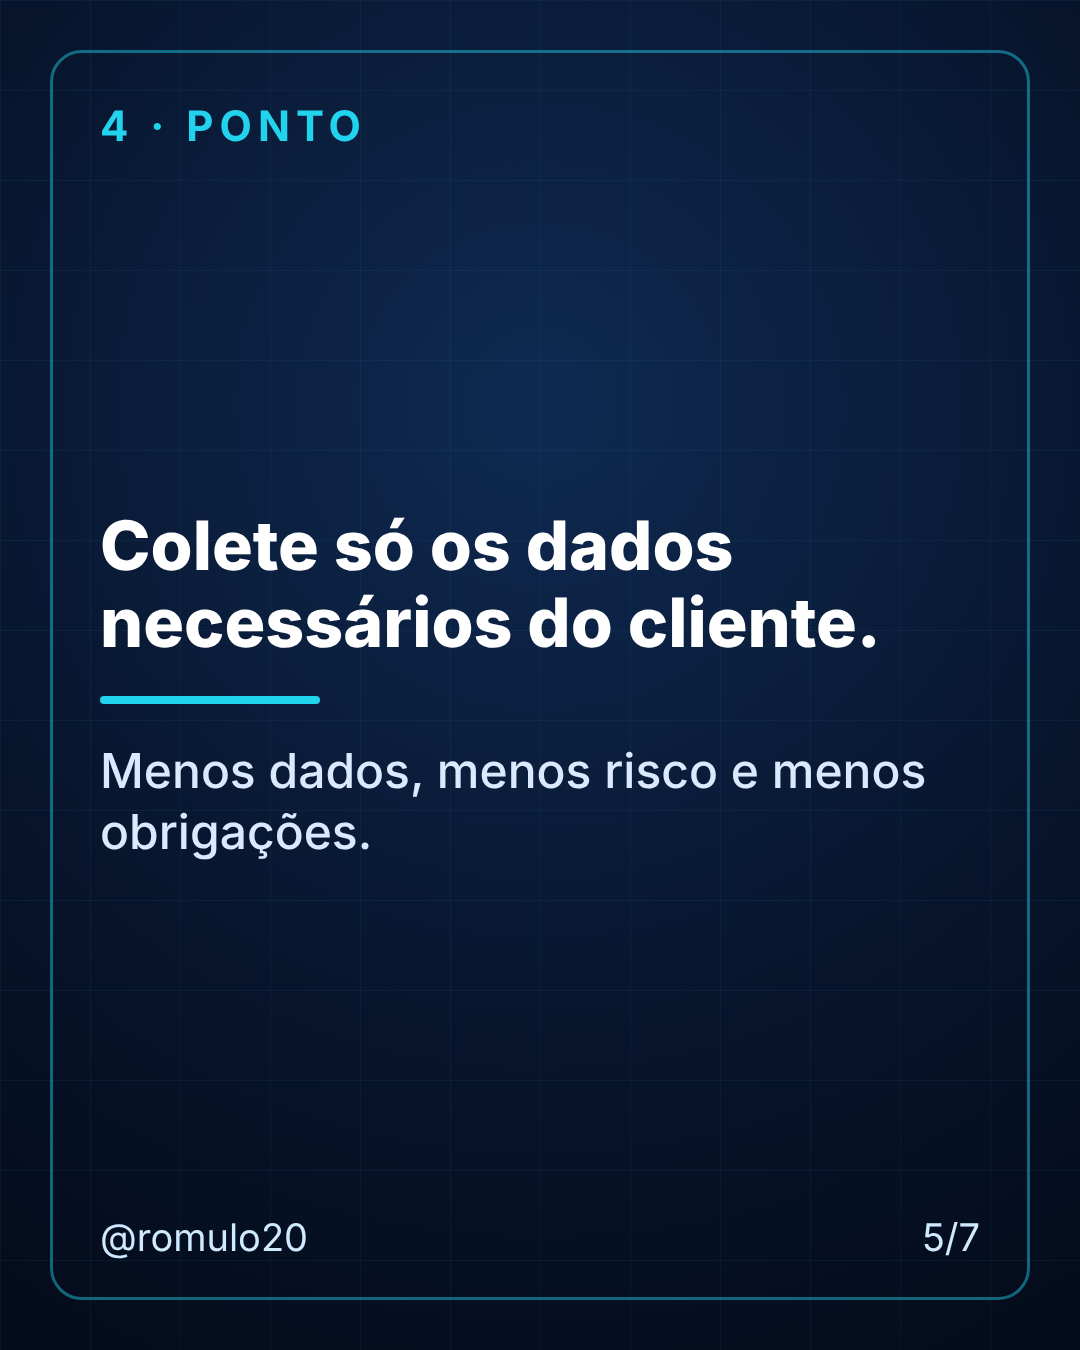 4 · PONTO
Colete só os dados
necessários do cliente.
Menos dados, menos risco e menos
obrigações.
@romulo20
5/7